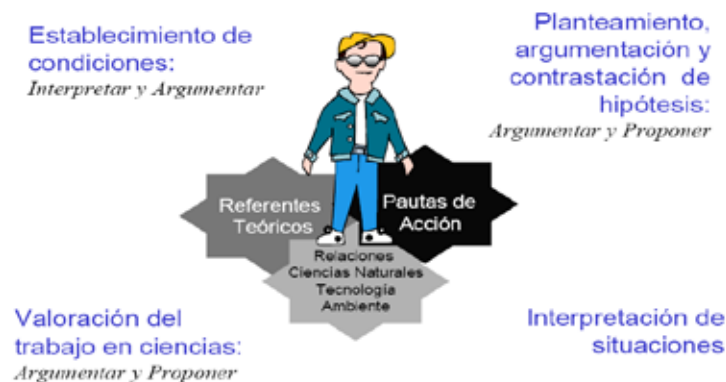 Establecimiento de
condiciones:
Interpretar y Argumentar
Planteamiento,
argumentación y
contrastación de
hipótesis:
Argumentar y Proponer
Referentes
Teóricos
Pautas de
Acción
Relaciones
Ciencias Naturales
Tecnología
Ambiente
Valoración del
trabajo en ciencias:
Argumentar y Proponer
Interpretación de
situaciones